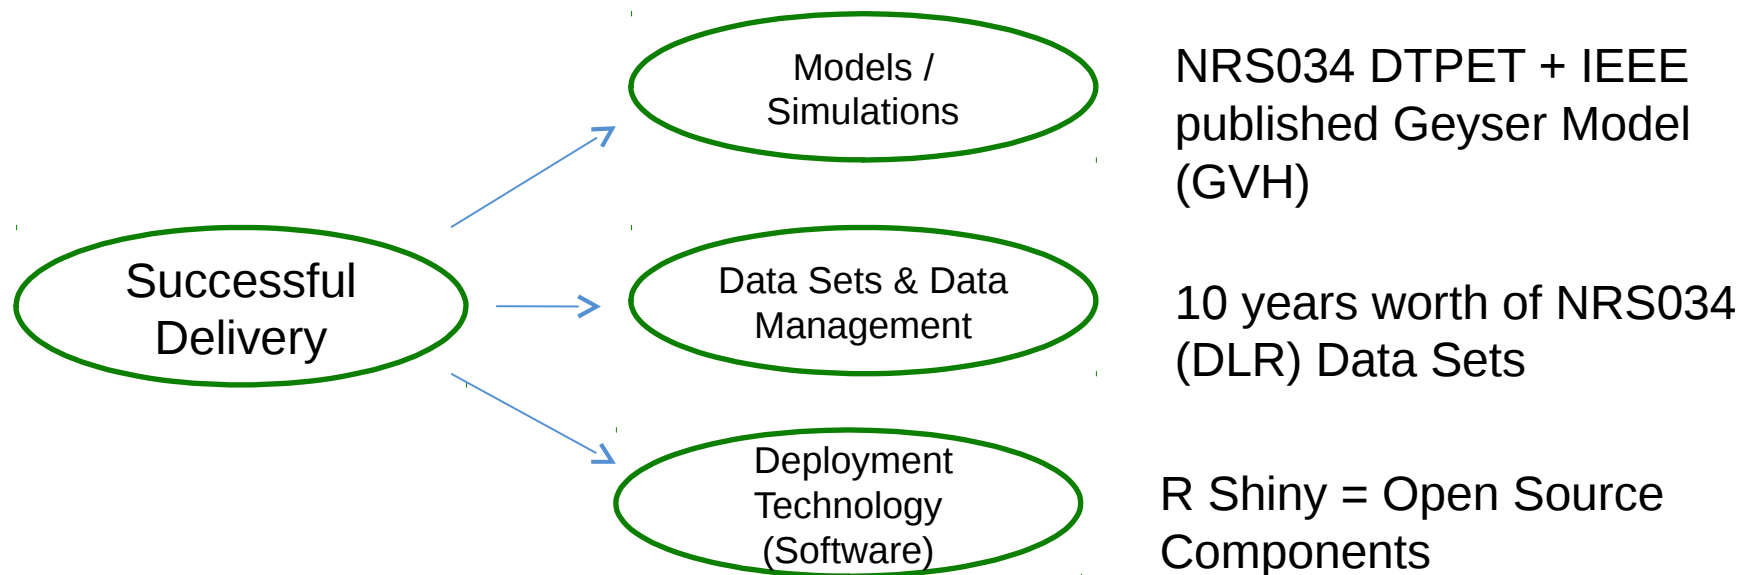 Models /
Simulations
NRS034 DTPET + IEEE
published Geyser Model
(GVH)
Successful
Delivery
Data Sets & Data
Management
10 years worth of NRS034
(DLR) Data Sets
Deployment
Technology
(Software)
R Shiny = Open Source
Components